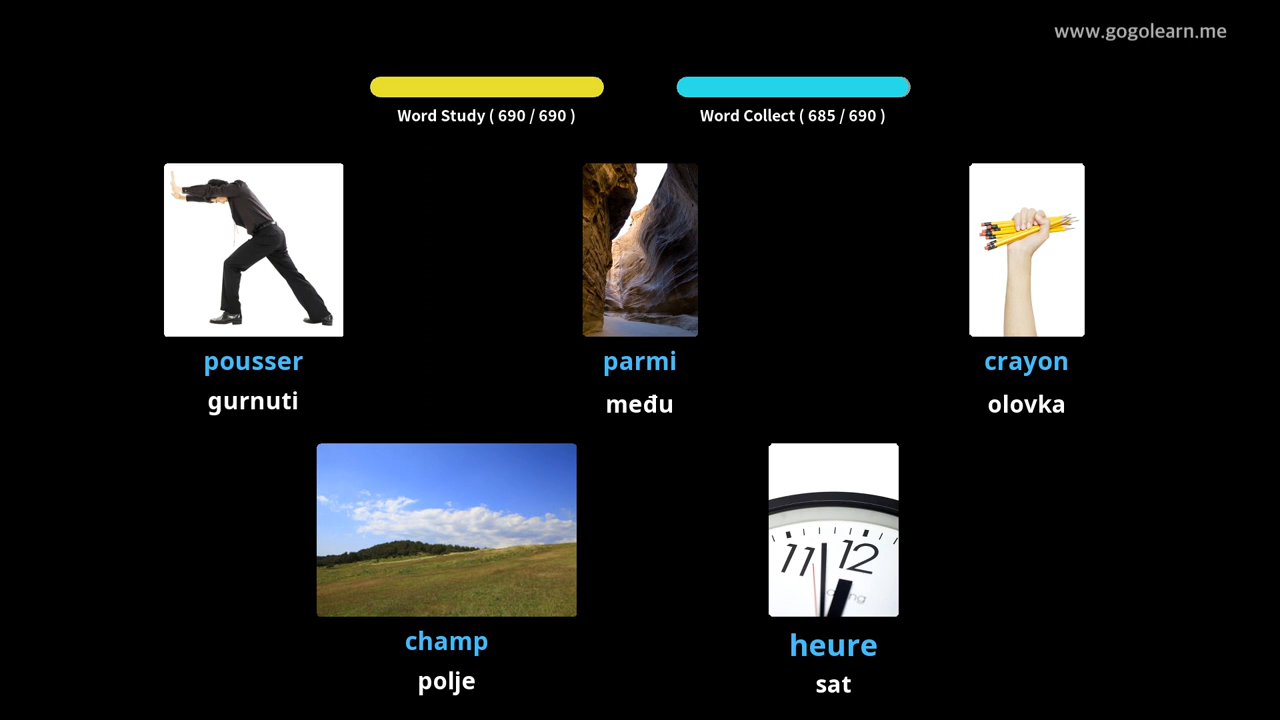 www.gogolearn.me
Word Study ( 690 / 690 )
Word Collect ( 685 / 690 )
pousser
gurnuti
parmi
među
crayon
olovka
champ
polje
11
12
heure
sat